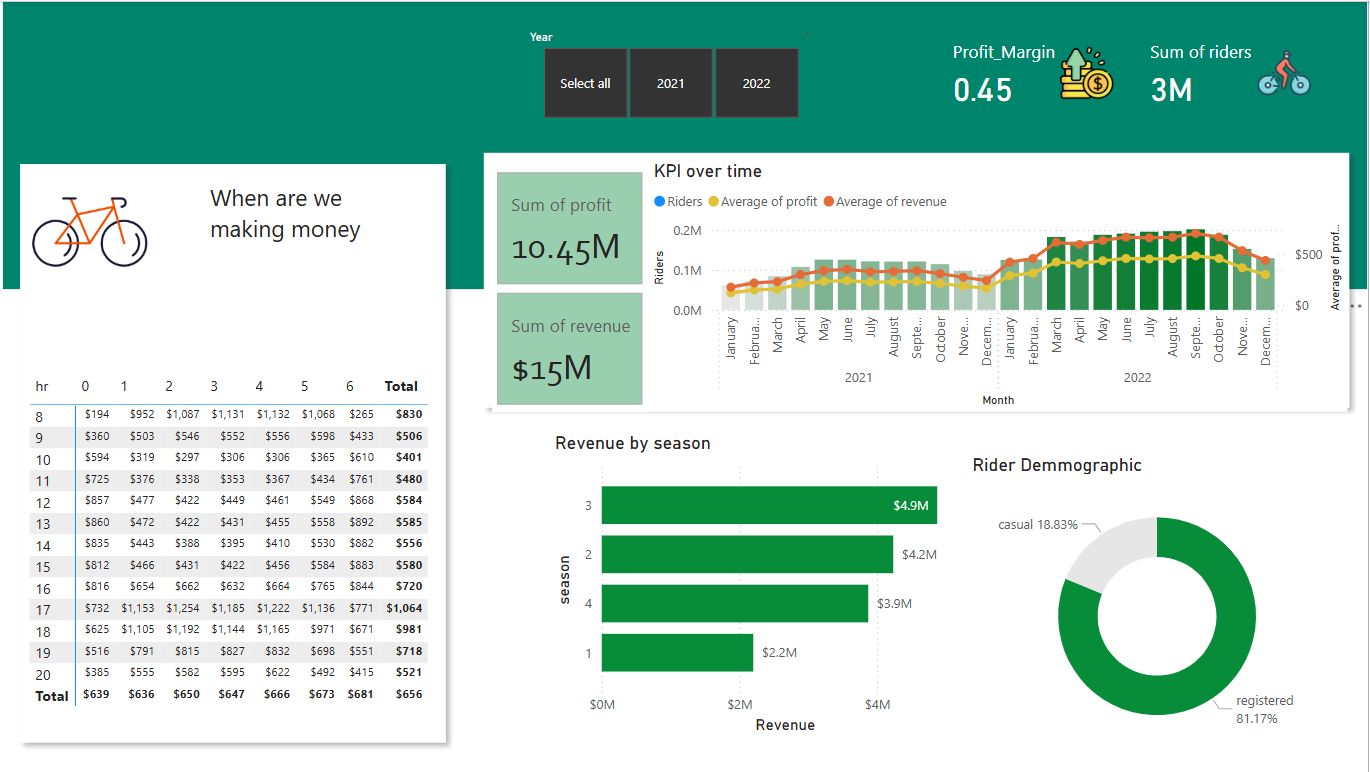 Year
Select all 2021 2022
Profit_Margin
0.45
Sum of riders
3M
When are we
making money
hr 0 1 2 3 4 5 6 Total
8 $194 $952 $1,087 $1,131 $1,132 $1,068 $265 $830
9 $360 $503 $546 $552 $556 $598 $433 $506
10 $594 $319 $297 $306 $306 $365 $610 $401
11 $725 $376 $338 $353 $367 $434 $761 $480
12 $857 $477 $422 $449 $461 $549 $868 $584
13 $860 $472 $422 $431 $455 $558 $892 $585
14 $835 $443 $388 $395 $410 $530 $882 $556
15 $812 $466 $431 $422 $456 $584 $883 $580
16 $816 $654 $662 $632 $664 $765 $844 $720
17 $732 $1,153 $1,254 $1,185 $1,222 $1,136 $771 $1,064
18 $625 $1,105 $1,192 $1,144 $1,165 $971 $671 $981
19 $516 $791 $815 $827 $832 $698 $551 $718
20 $385 $555 $582 $595 $622 $492 $415 $521
Total $639 $636 $650 $647 $666 $673 $681 $656
Sum of profit
10.45M
Sum of revenue
$15M
KPI over time
Riders Average of profit Average of revenue
Riders
0.2M
0.1M
0.0M
$500
$0
Average of prof...
January Februa... March April May June July August Septe... October Nove... Decem... January Februa... March April May June July August Septe... October Nove... Decem...
2021 2022
Month
Revenue by season
season
3 $4.9M
2 $4.2M
4 $3.9M
1 $2.2M
$0M $2M $4M
Revenue
Rider Demmographic
casual 18.83%
registered
81.17%